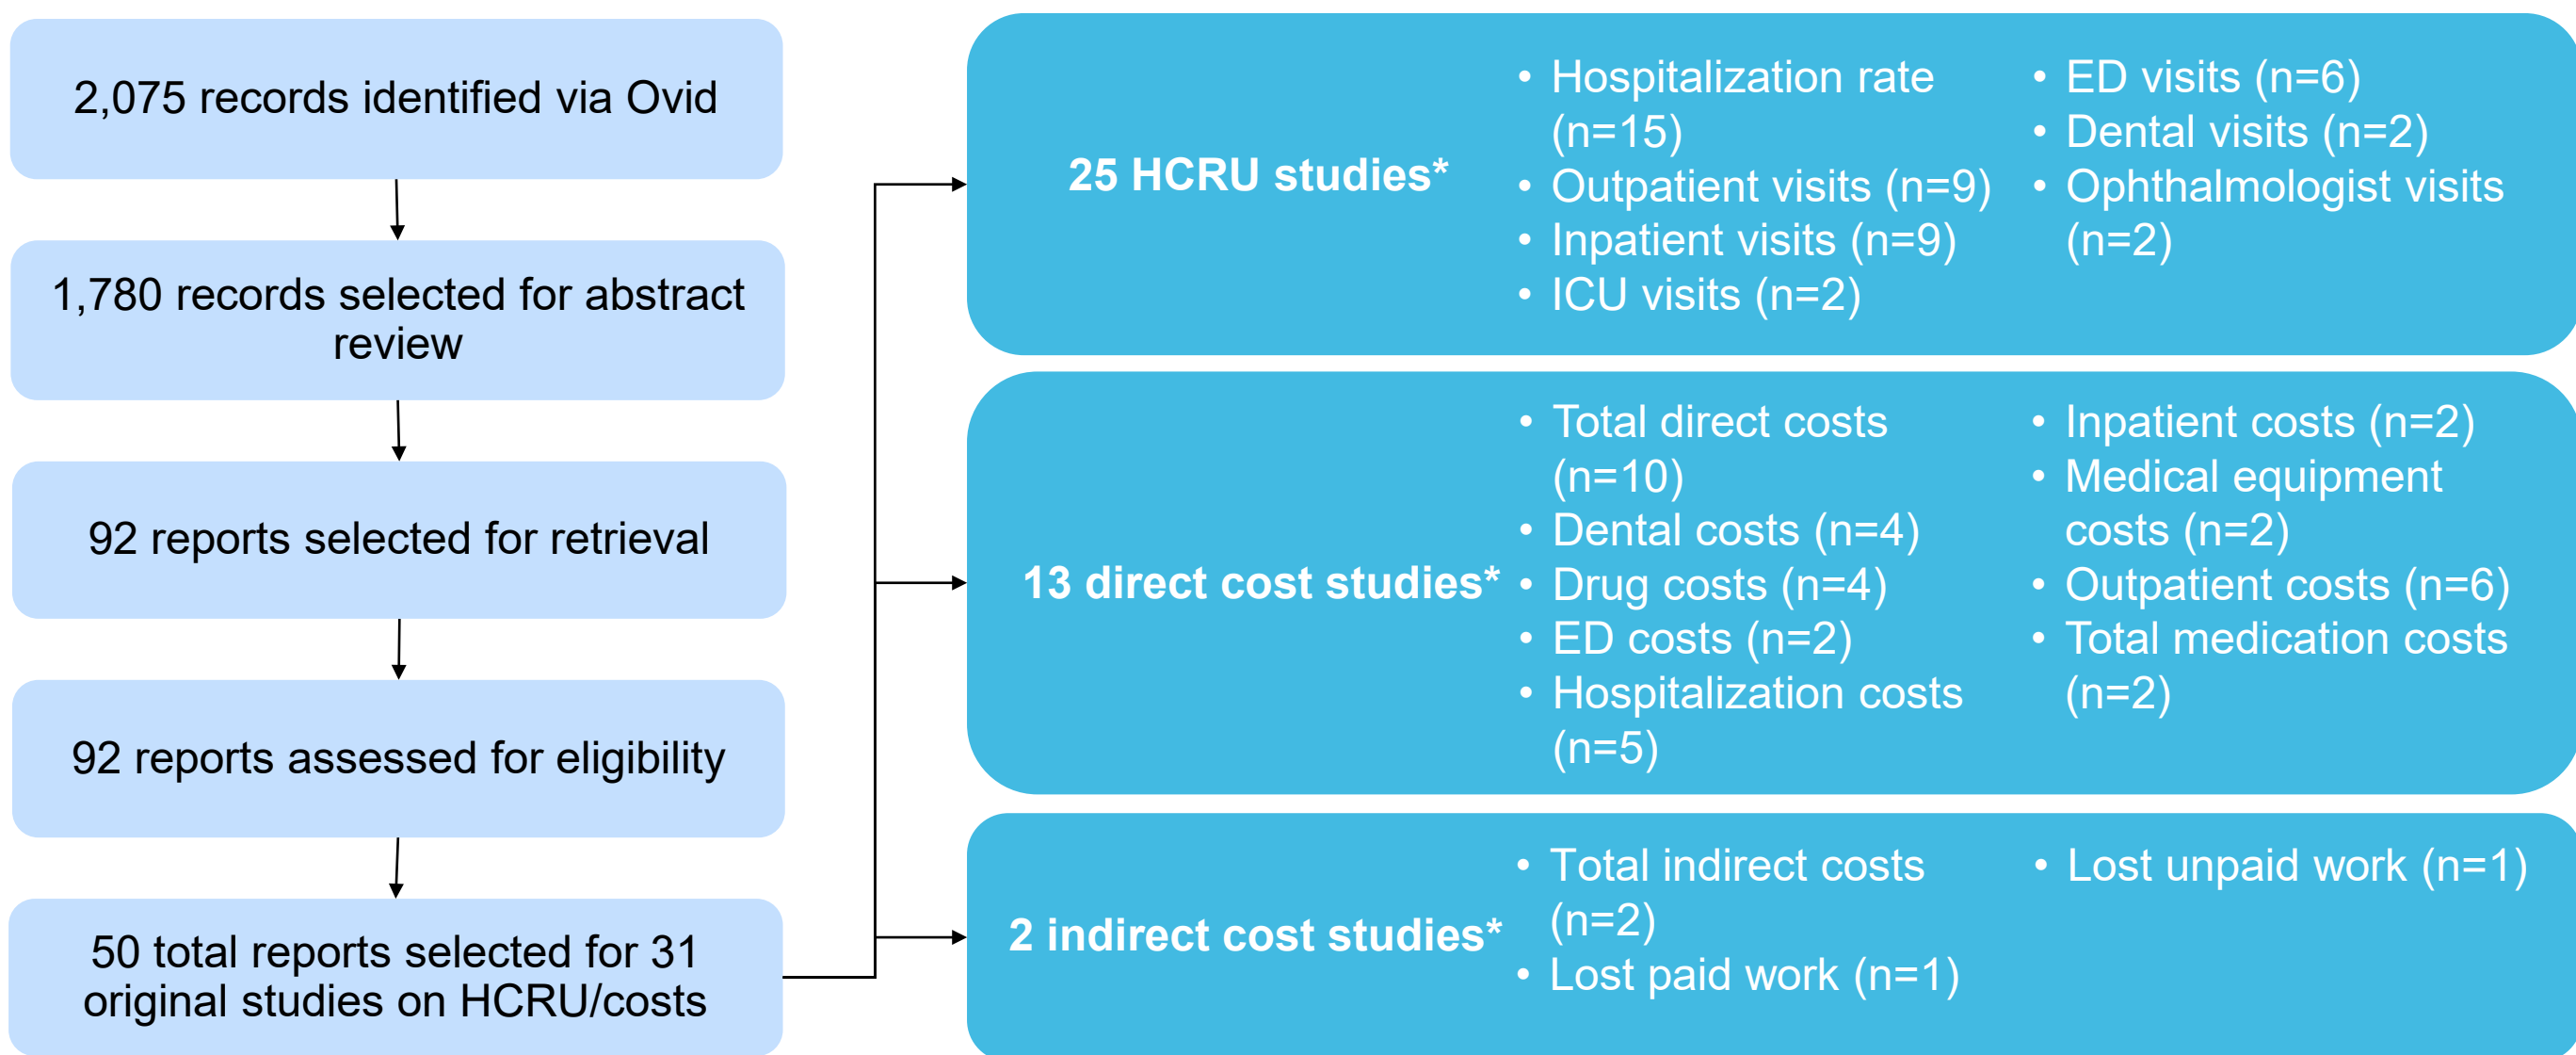 2,075 records identified via Ovid
1,780 records selected for abstract
review
92 reports selected for retrieval
92 reports assessed for eligibility
50 total reports selected for 31
original studies on HCRU/costs
25 HCRU studies*
• Hospitalization rate
(n=15)
• Outpatient visits (n=9)
• Inpatient visits (n=9)
• ICU visits (n=2)
• ED visits (n=6)
• Dental visits (n=2)
• Ophthalmologist visits
(n=2)
13 direct cost studies*
• Total direct costs
(n=10)
• Dental costs (n=4)
• Drug costs (n=4)
• ED costs (n=2)
• Hospitalization costs
(n=5)
• Inpatient costs (n=2)
• Medical equipment
costs (n=2)
• Outpatient costs (n=6)
• Total medication costs
(n=2)
2 indirect cost studies*
• Total indirect costs
(n=2)
• Lost paid work (n=1)
• Lost unpaid work (n=1)